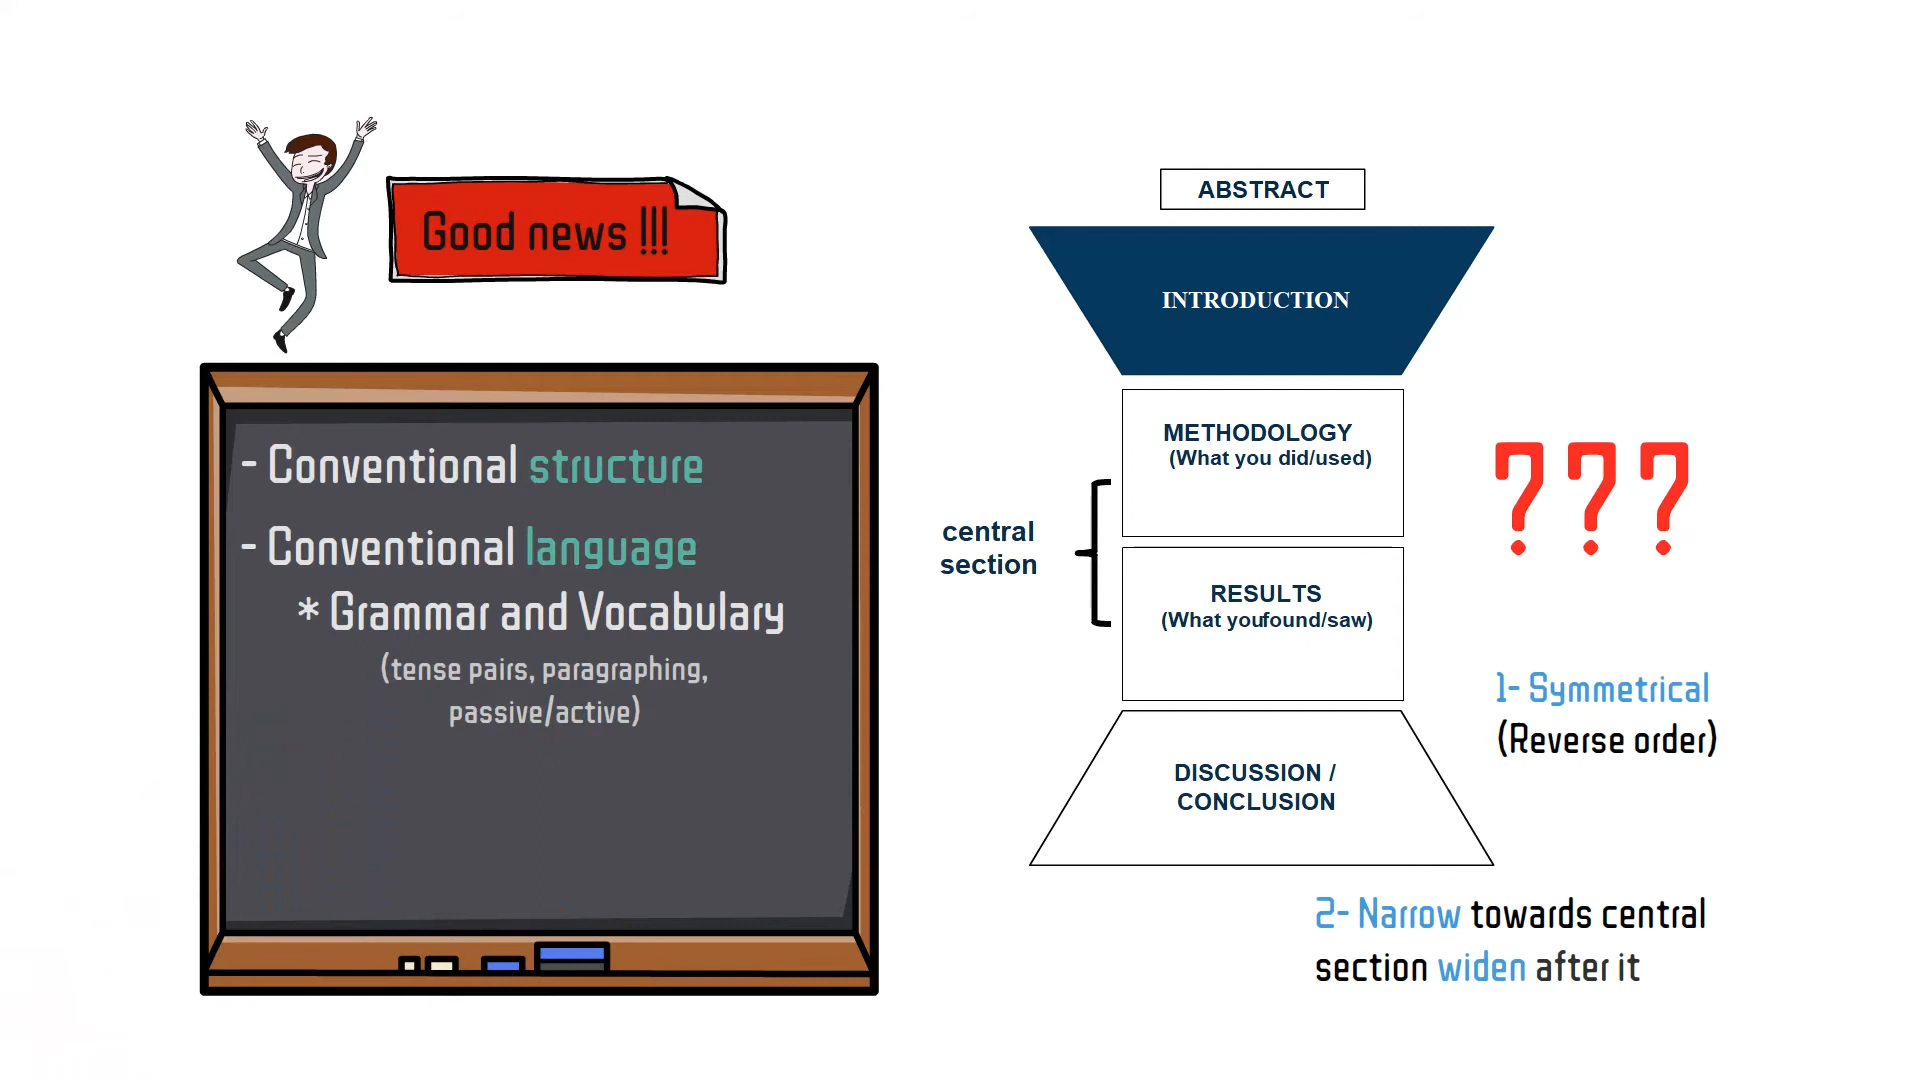 Good news !!!
- Conventional structure
- Conventional language
* Grammar and Vocabulary
(tense pairs, paragraphing,
passive/active)
ABSTRACT
INTRODUCTION
METHODOLOGY
(What you did/used)
central
section
RESULTS
(What youfound/saw)
DISCUSSION /
CONCLUSION
???
1- Symmetrical
(Reverse order)
2- Narrow towards central
section widen after it